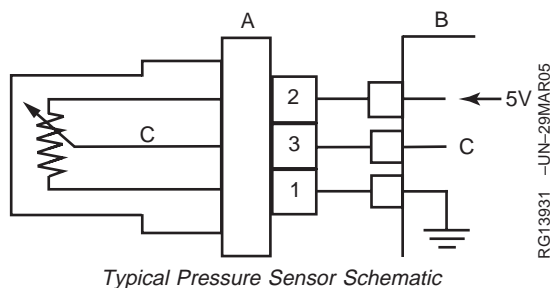 A
B
2
5V
C
3
C
1
RG13931 –UN–29MAR05
Typical Pressure Sensor Schematic